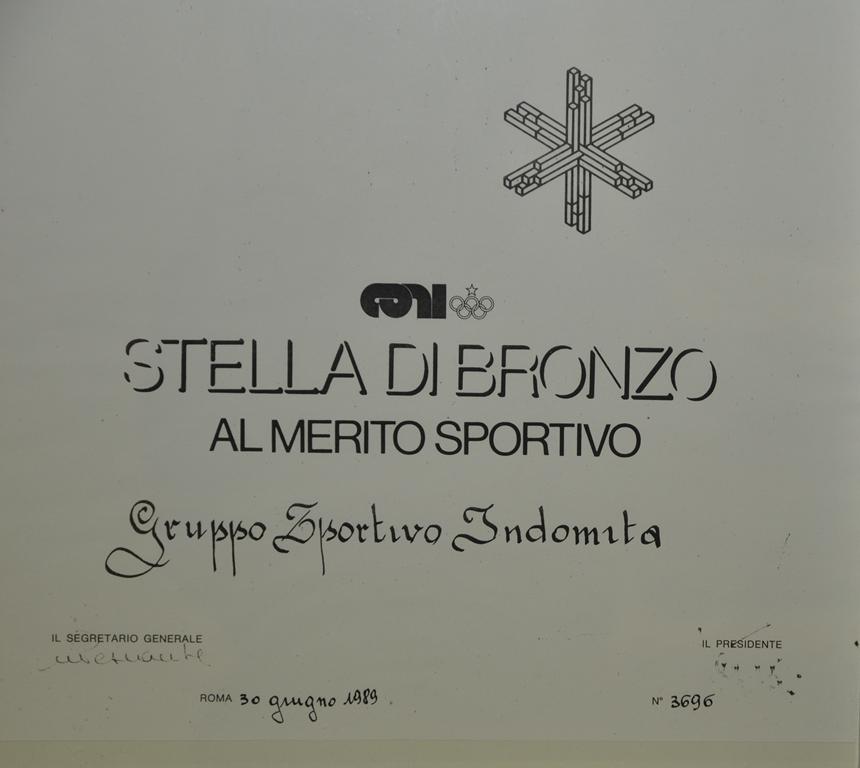 CONI
STELLA DI BRONZO
AL MERITO SPORTIVO
Gruppo Sportivo Indomita
IL SEGRETARIO GENERALE
IL PRESIDENTE
ROMA 30 giugno 1989
N° 3696